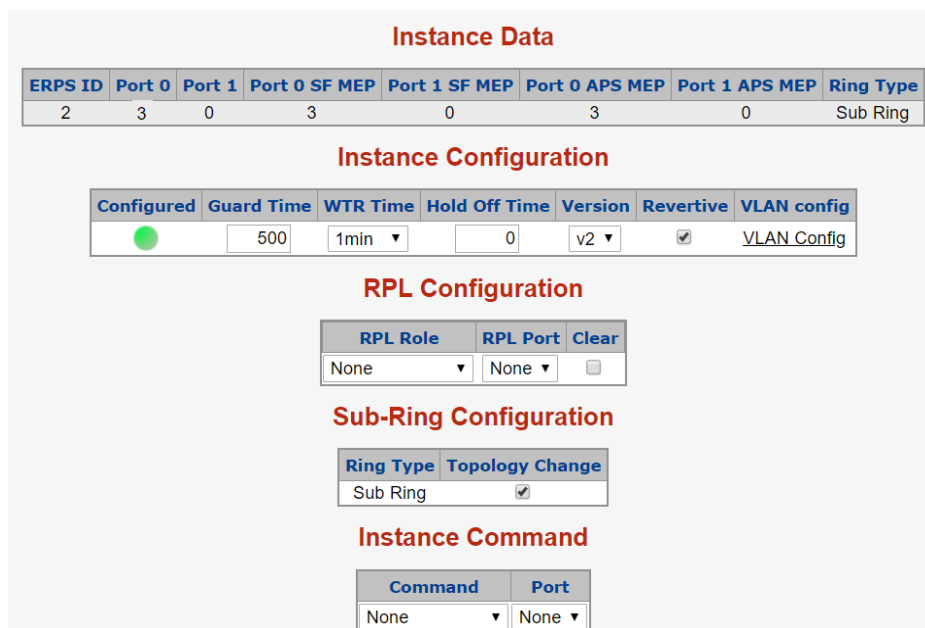 Instance Data
ERPS ID Port 0 Port 1 Port 0 SF MEP Port 1 SF MEP Port 0 APS MEP Port 1 APS MEP Ring Type
2 3 0 3 0 3 0 Sub Ring
Instance Configuration
Configured Guard Time WTR Time Hold Off Time Version Revertive VLAN config
500 1min 0 v2 VLAN Config
RPL Configuration
RPL Role RPL Port Clear
None None
Sub-Ring Configuration
Ring Type Topology Change
Sub Ring
Instance Command
Command Port
None None